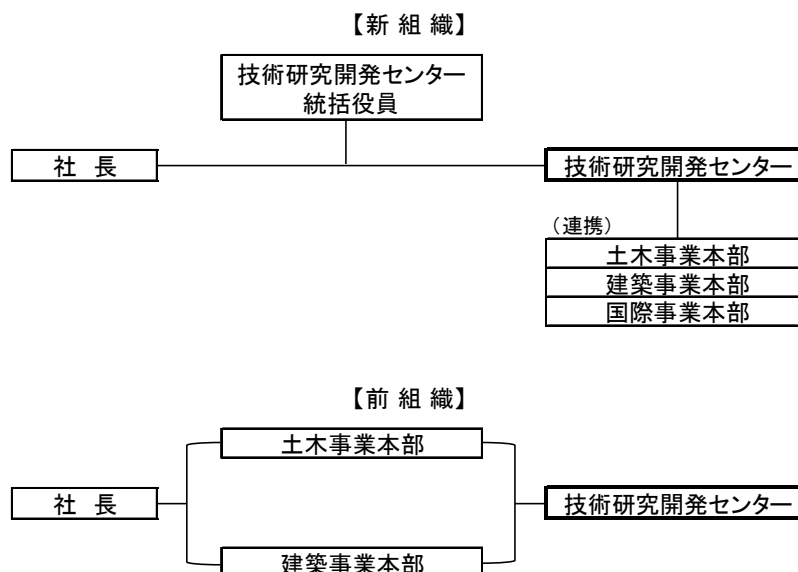 【新 組 織】
技術研究開発センター
統括役員
社 長
技術研究開発センター
（連携）
土木事業本部
建築事業本部
国際事業本部
【前 組 織】
土木事業本部
社 長
技術研究開発センター
建築事業本部